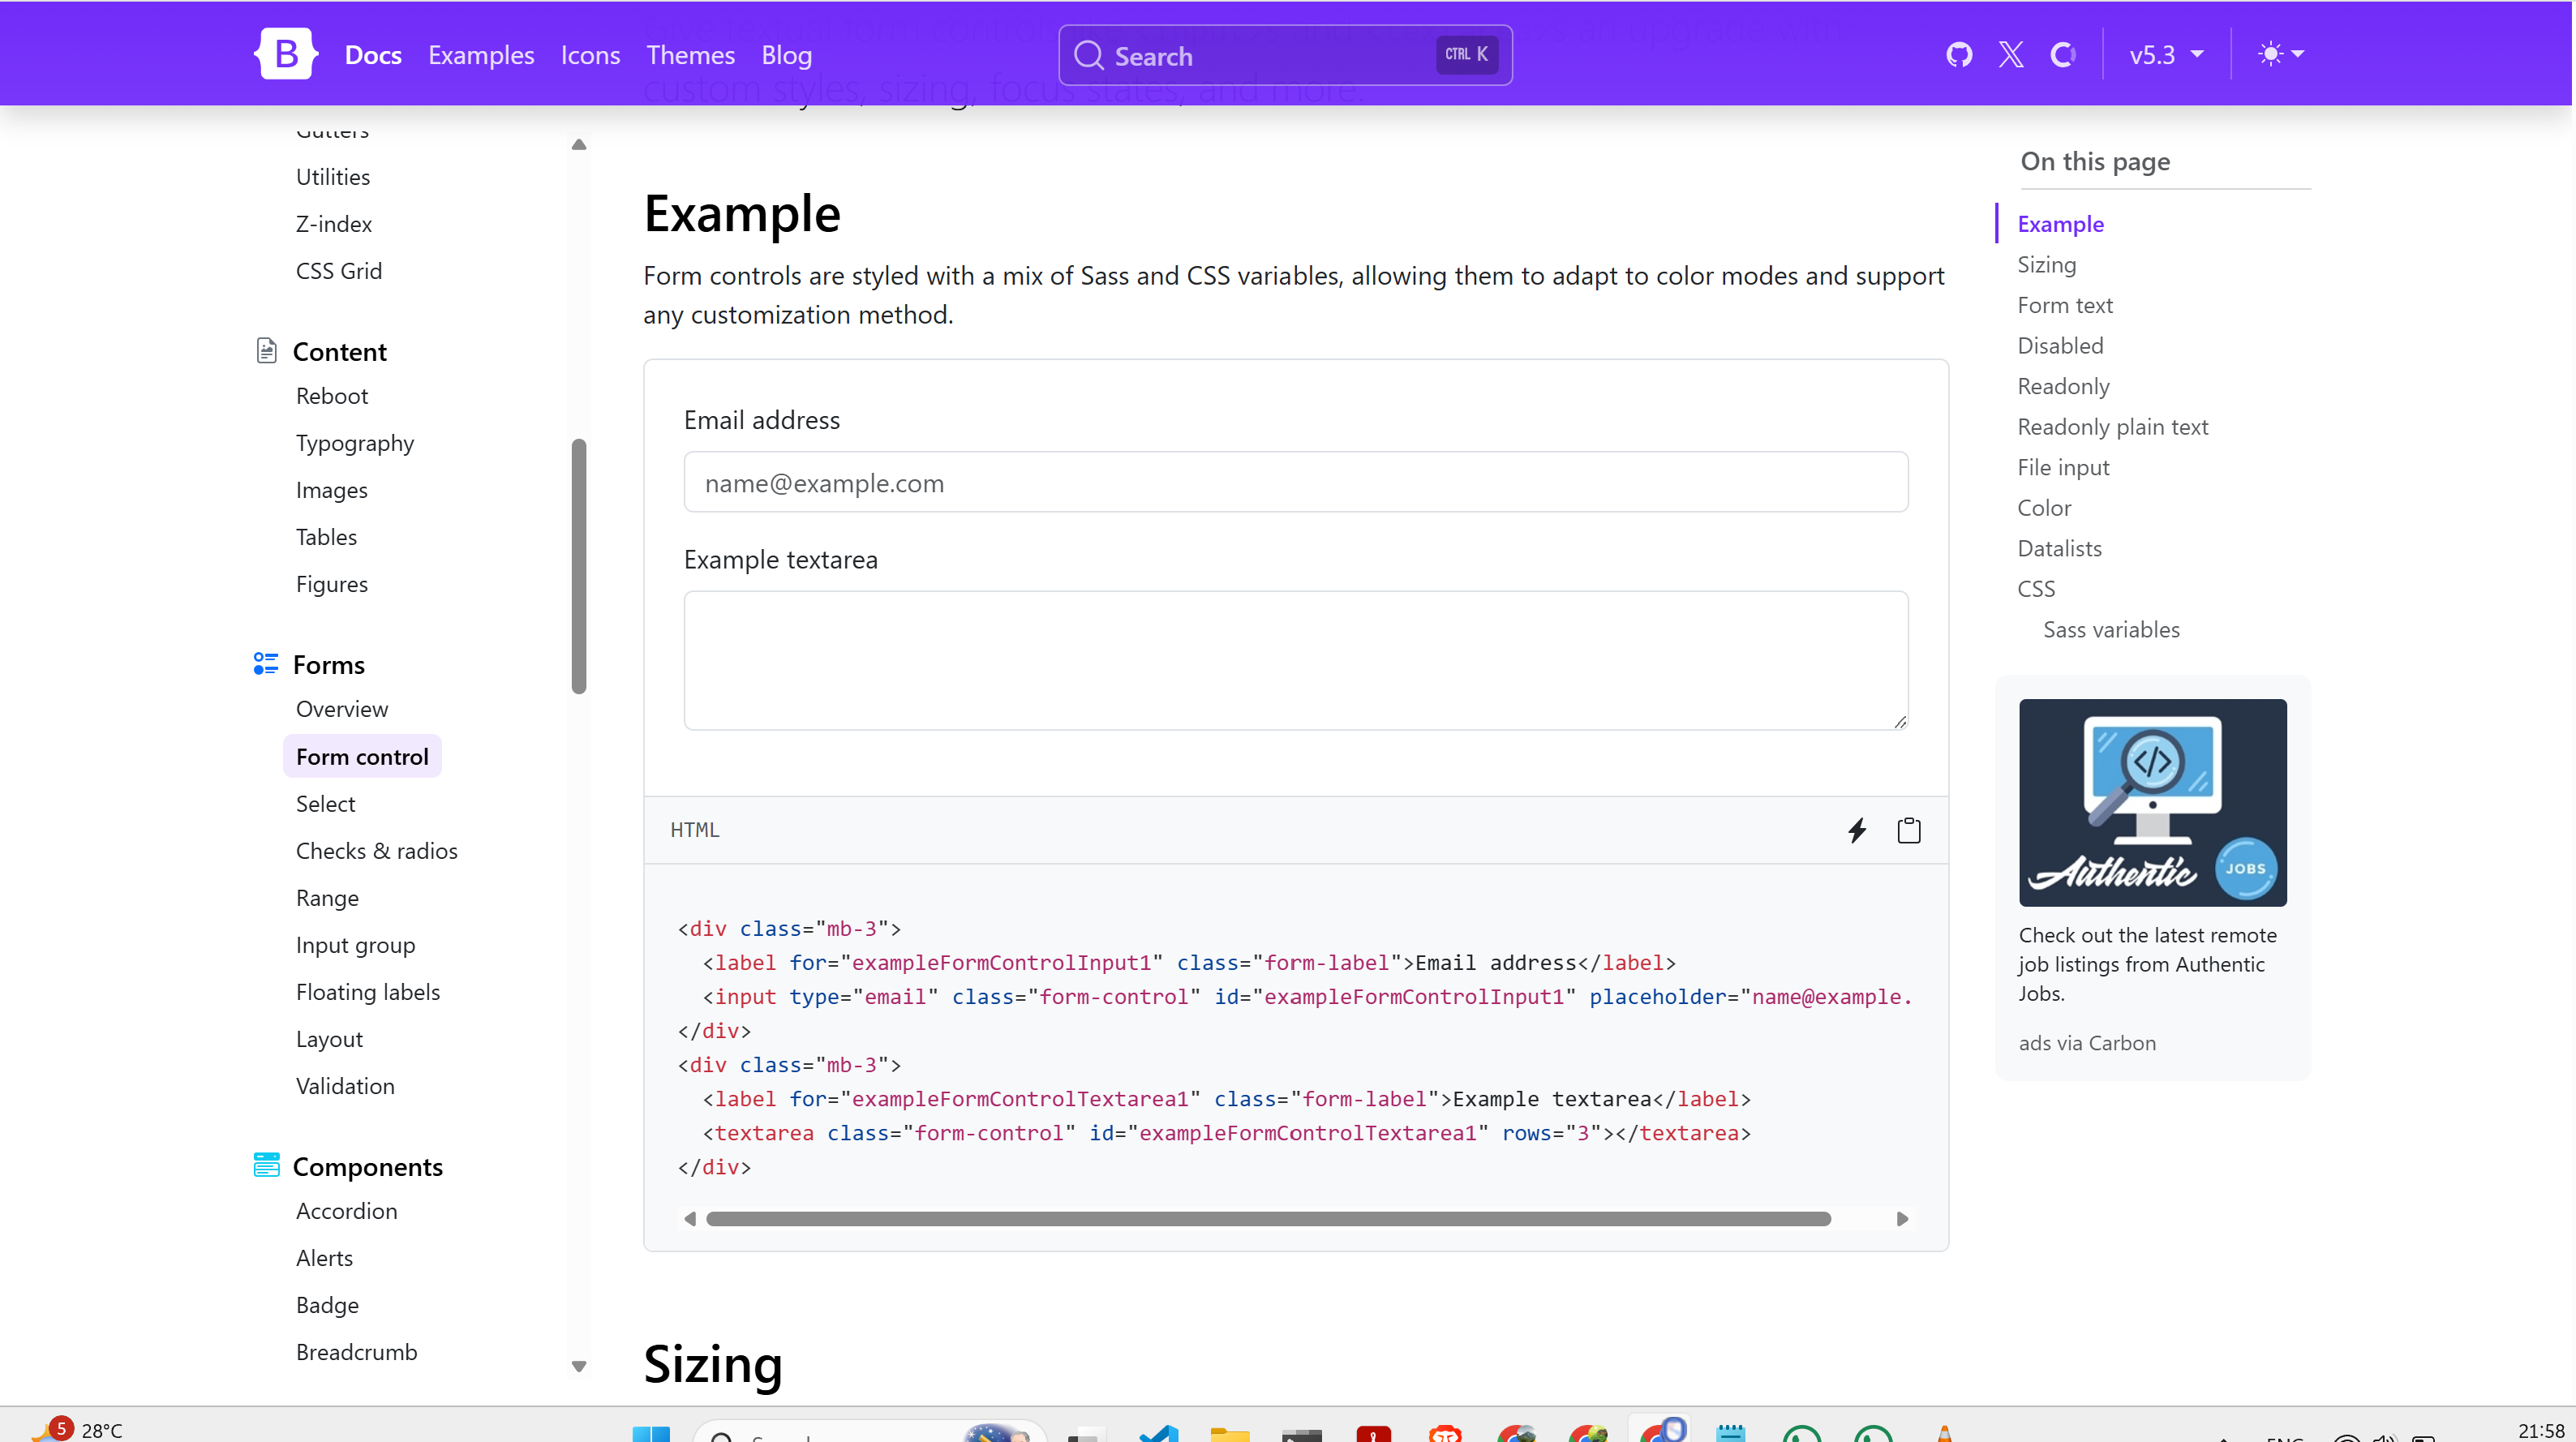 B Docs Examples Icons Themes Blog Search CTRL K v5.3
custom styles, sizing, focus states, and more.
Gutters
Utilities
Z-index
CSS Grid
Content
Reboot
Typography
Images
Tables
Figures
Forms
Overview
Form control
Select
Checks & radios
Range
Input group
Floating labels
Layout
Validation
Components
Accordion
Alerts
Badge
Breadcrumb
Example
Form controls are styled with a mix of Sass and CSS variables, allowing them to adapt to color modes and support
any customization method.
Email address
name@example.com
Example textarea
HTML
<div class="mb-3">
  <label for="exampleFormControlInput1" class="form-label">Email address</label>
  <input type="email" class="form-control" id="exampleFormControlInput1" placeholder="name@example.
</div>
<div class="mb-3">
  <label for="exampleFormControlTextarea1" class="form-label">Example textarea</label>
  <textarea class="form-control" id="exampleFormControlTextarea1" rows="3"></textarea>
</div>
Sizing
On this page
Example
Sizing
Form text
Disabled
Readonly
Readonly plain text
File input
Color
Datalists
CSS
Sass variables
Authentic JOBS
Check out the latest remote
job listings from Authentic
Jobs.
ads via Carbon
5 28°C
21:58